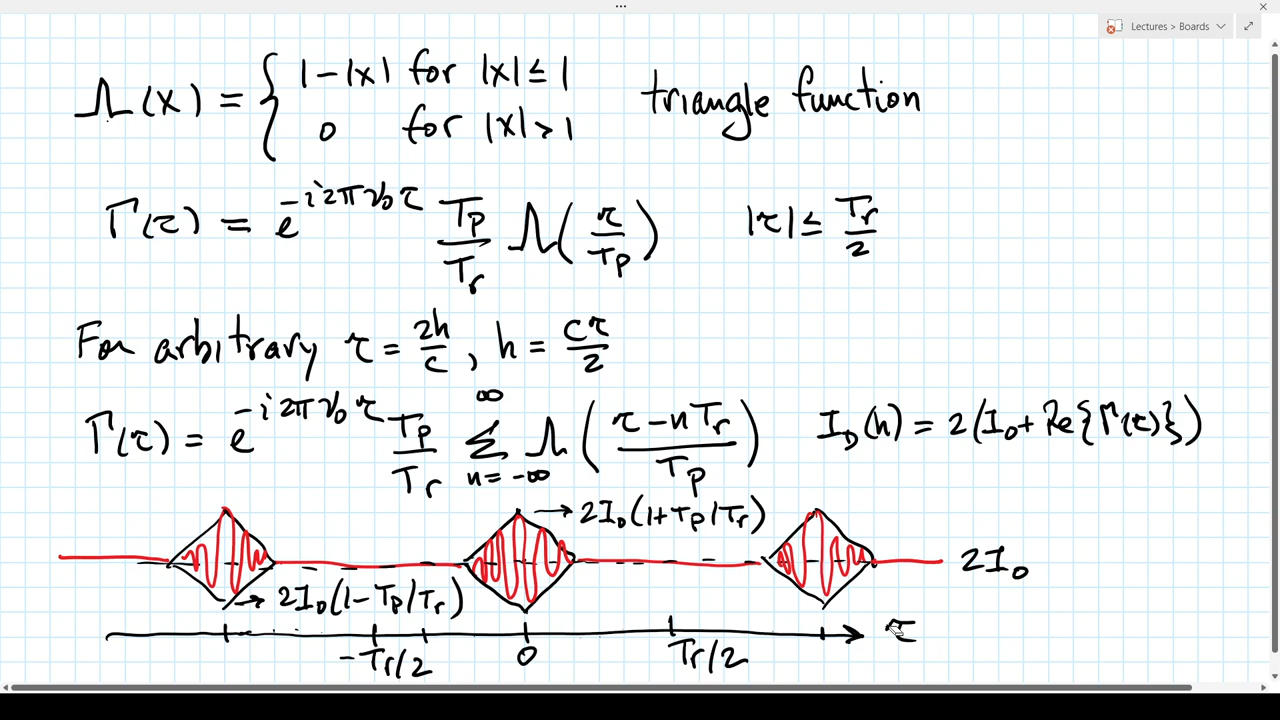 Lectures > Boards
Λ(x) = { 1-|x| for |x| ≤ 1
0 for |x| > 1
triangle function
Γ(τ) = e^{-i2πν₀τ} Tp/Tr Λ(τ/Tp) |τ| ≤ Tr/2
For arbitrary τ = 2h/c, h = cτ/2
Γ(τ) = e^{-i2πν₀τ} Tp/Tr ∑_{n=-∞}^{∞} Λ((τ-nTr)/Tp) I_D(h) = 2(I₀+Re{Γ(τ)})
→ 2I₀(1+Tp/Tr)
2I₀
→ 2I₀(1-Tp/Tr)
τ
-Tr/2 0 Tr/2